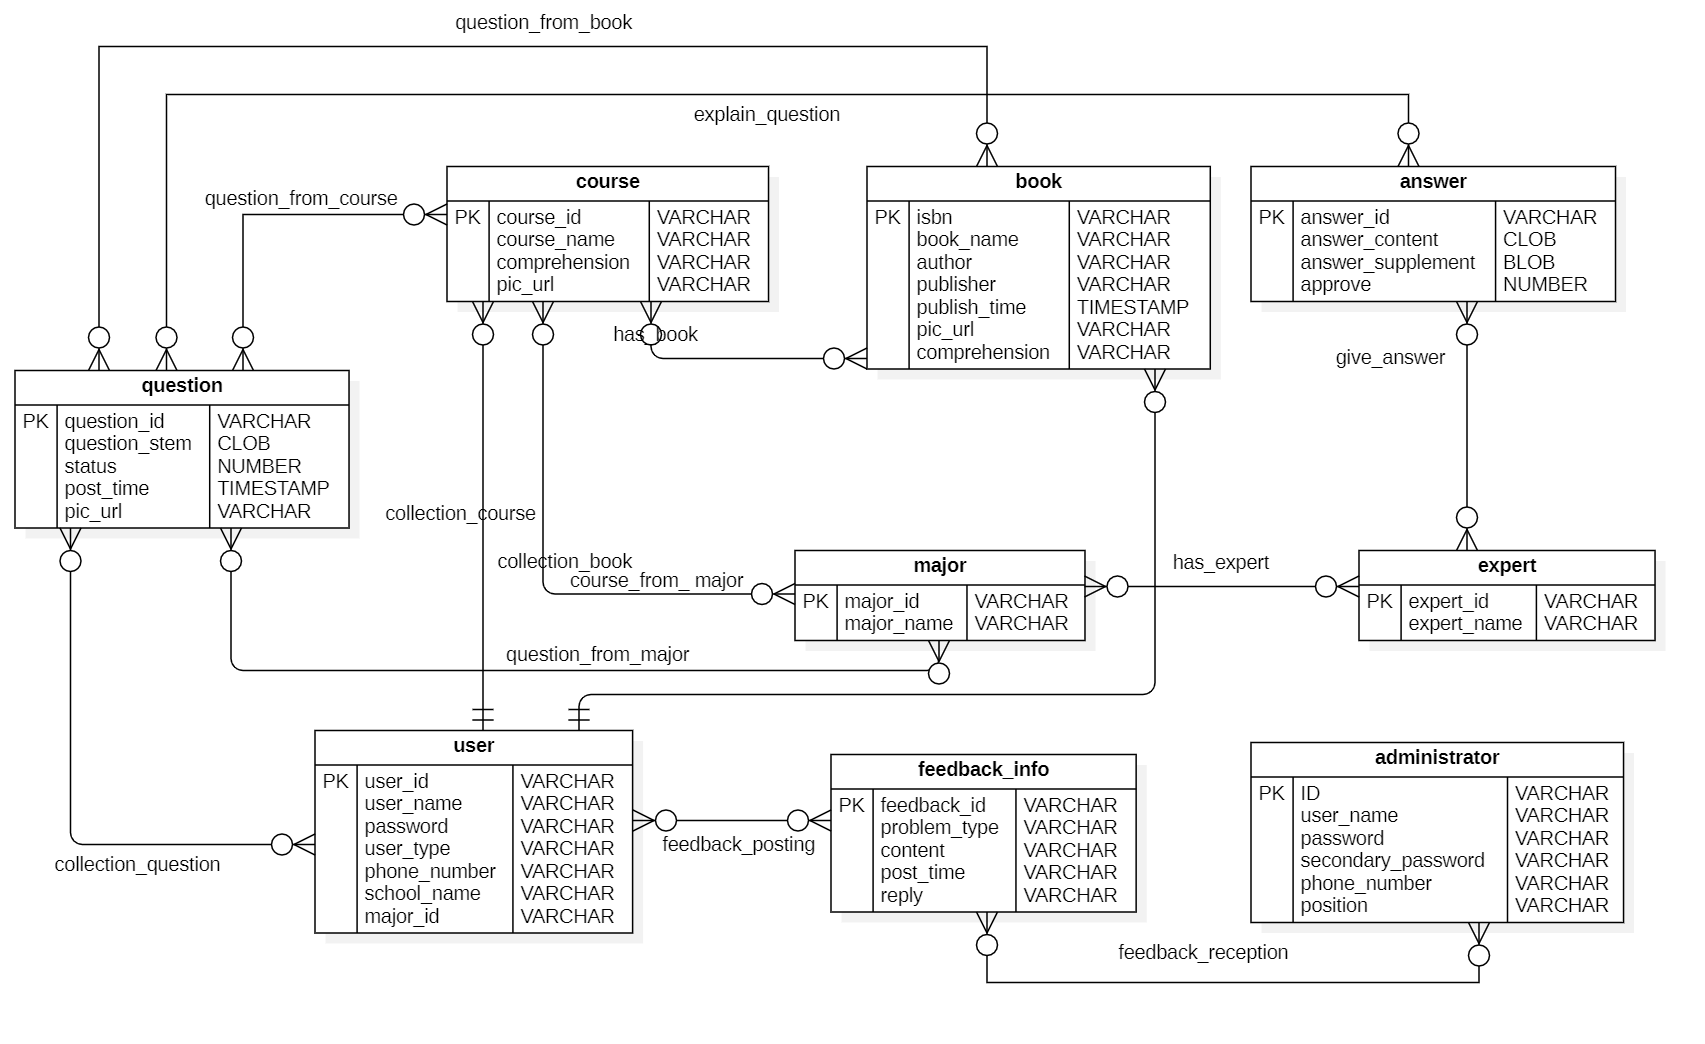 question_from_book
explain_question
question_from_course
course
PK course_id VARCHAR
course_name VARCHAR
comprehension VARCHAR
pic_url VARCHAR
book
PK isbn VARCHAR
book_name VARCHAR
author VARCHAR
publisher VARCHAR
publish_time TIMESTAMP
pic_url VARCHAR
comprehension VARCHAR
answer
PK answer_id VARCHAR
answer_content CLOB
answer_supplement BLOB
approve NUMBER
has_book
give_answer
question
PK question_id VARCHAR
question_stem CLOB
status NUMBER
post_time TIMESTAMP
pic_url VARCHAR
collection_course
collection_book
course_from_major
major
PK major_id VARCHAR
major_name VARCHAR
has_expert
expert
PK expert_id VARCHAR
expert_name VARCHAR
question_from_major
user
PK user_id VARCHAR
user_name VARCHAR
password VARCHAR
user_type VARCHAR
phone_number VARCHAR
school_name VARCHAR
major_id VARCHAR
collection_question
feedback_posting
feedback_info
PK feedback_id VARCHAR
problem_type VARCHAR
content VARCHAR
post_time VARCHAR
reply VARCHAR
administrator
PK ID VARCHAR
user_name VARCHAR
password VARCHAR
secondary_password VARCHAR
phone_number VARCHAR
position VARCHAR
feedback_reception